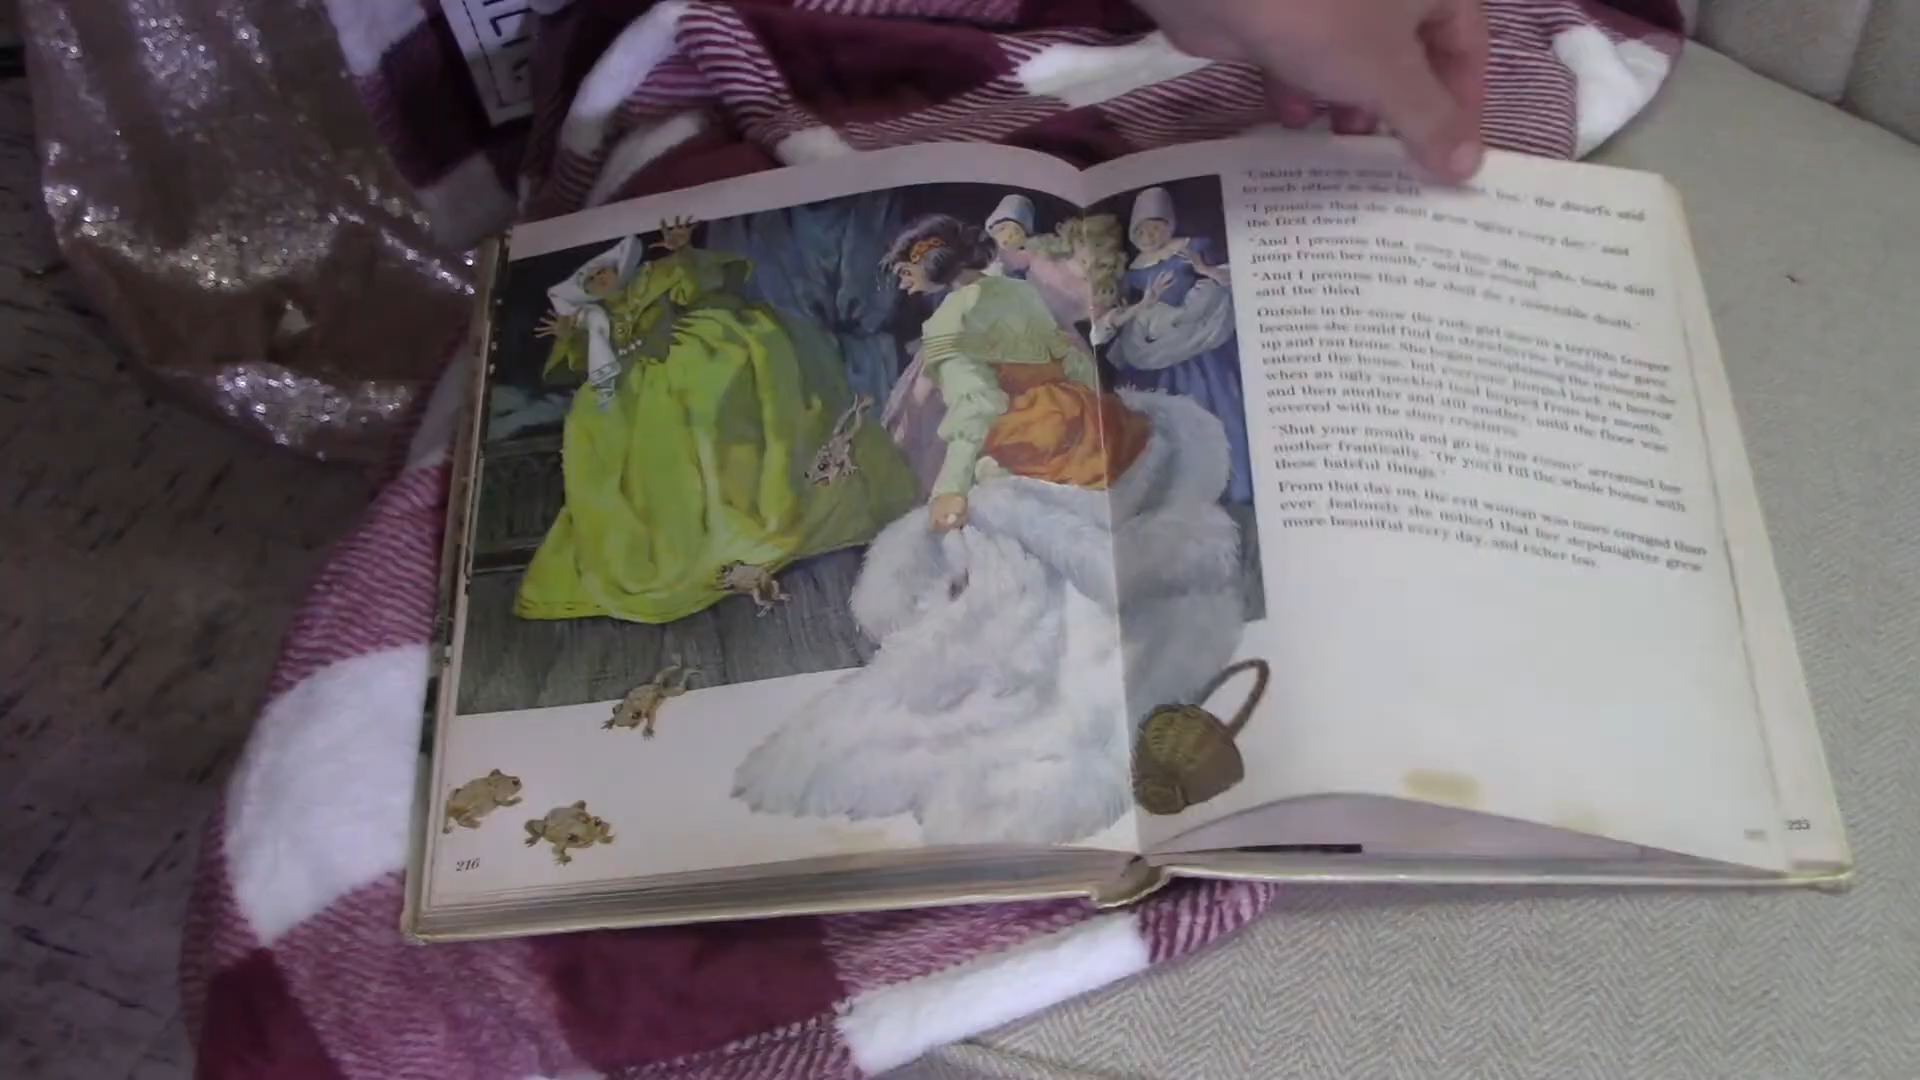 to each other as she left.
"I promise that she shall grow uglier every day," said
the first dwarf.
"And I promise that, every time she speaks, toads shall
jump from her mouth," said the second.
"And I promise that she shall die a miserable death,"
said the third.
Outside in the snow the rude girl was in a terrible temper
because she could find no strawberries. Finally she gave
up and ran home. She began complaining the moment she
entered the house, but everyone jumped back in horror
when an ugly speckled toad hopped from her mouth,
and then another and still another, until the floor was
covered with the slimy creatures.
"Shut your mouth and go to your room!" screamed her
mother frantically. "Or you'll fill the whole house with
these hateful things."
From that day on, the evil woman was more enraged than
ever. Jealously she noticed that her stepdaughter grew
more beautiful every day, and richer too.
216